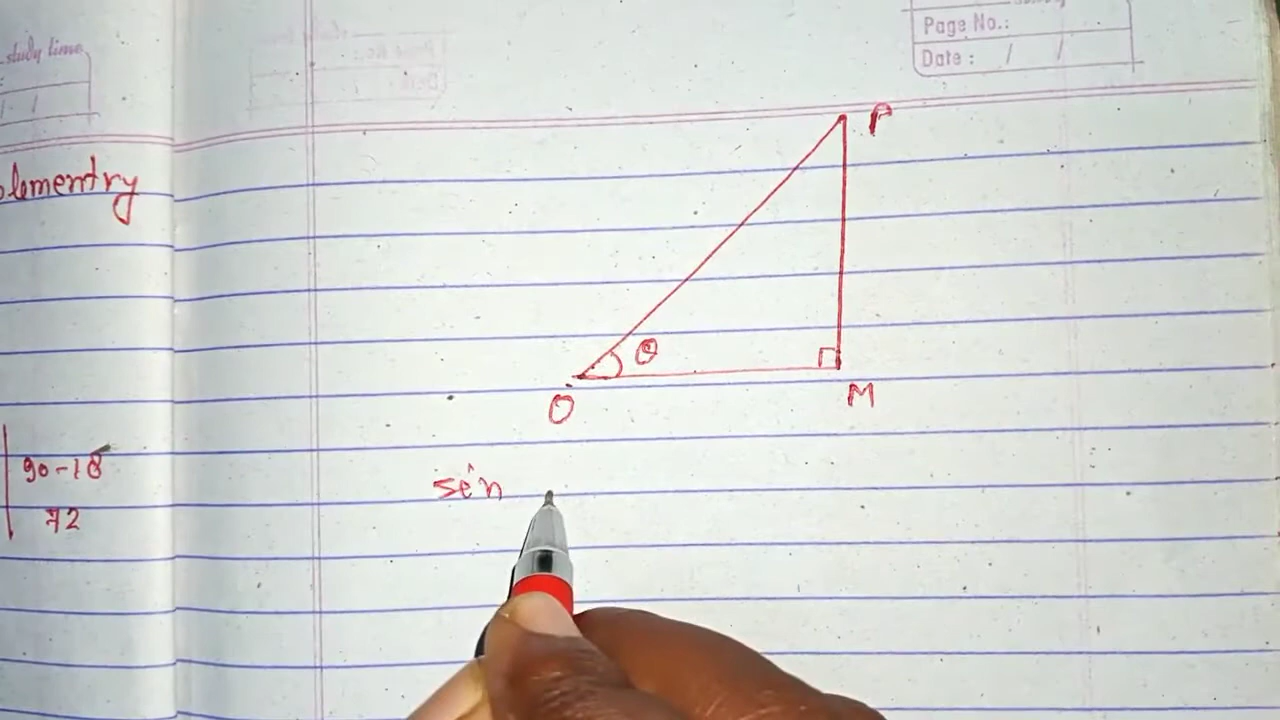 study time
Page No.:
Date : / /
P
lementry
θ
O
M
90-18
sin
72